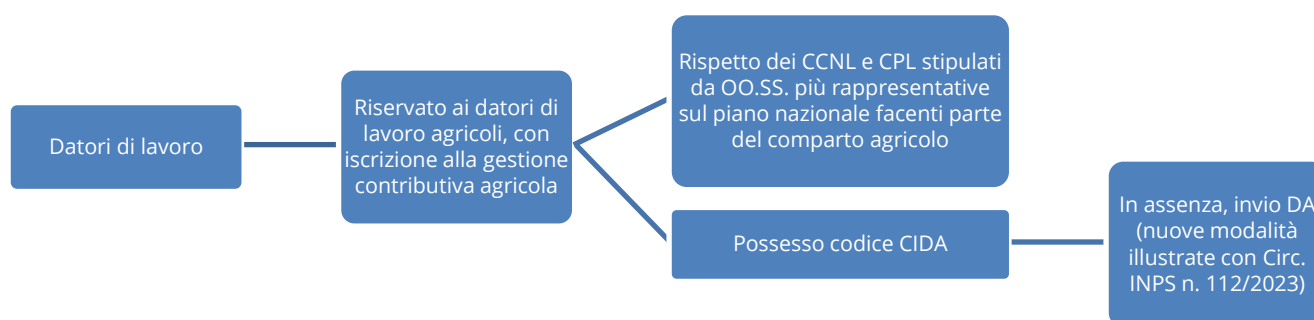 Datori di lavoro
Riservato ai datori di
lavoro agricoli, con
iscrizione alla gestione
contributiva agricola
Rispetto dei CCNL e CPL stipulati
da OO.SS. più rappresentative
sul piano nazionale facenti parte
del comparto agricolo
Possesso codice CIDA
In assenza, invio DA
(nuove modalità
illustrate con Circ.
INPS n. 112/2023)